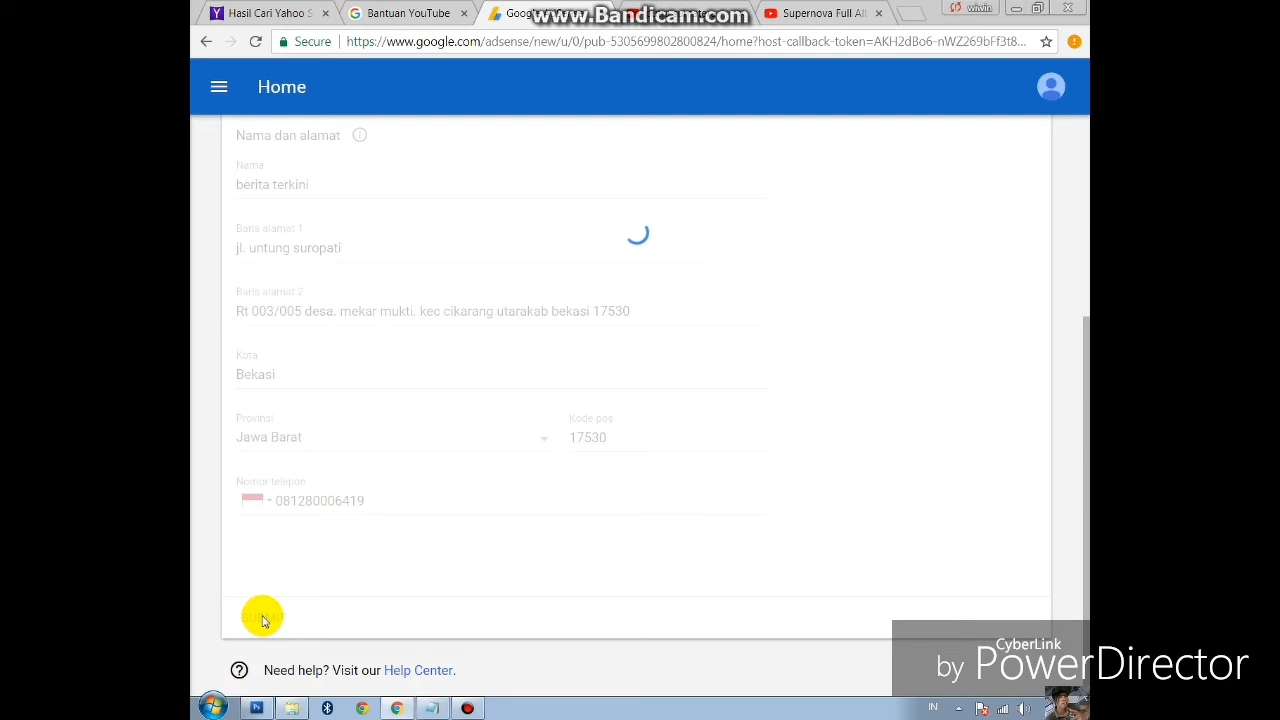 Hasil Cari Yahoo S
Bantuan YouTube
Goog
www.Bandicam.com
Supernova Full Al
wiwin
Secure
https://www.google.com/adsense/new/u/0/pub-5305699802800824/home?host-callback-token=AKH2dBo6-nWZ269bFf3t8...
Home
Nama dan alamat
Nama
berita terkini
Baris alamat 1
jl. untung suropati
Baris alamat 2
Rt 003/005 desa. mekar mukti. kec cikarang utarakab bekasi 17530
Kota
Bekasi
Provinsi
Kode pos
Jawa Barat
17530
Nomor telepon
081280006419
SUBMIT
Need help? Visit our Help Center.
CyberLink
by PowerDirector
IN